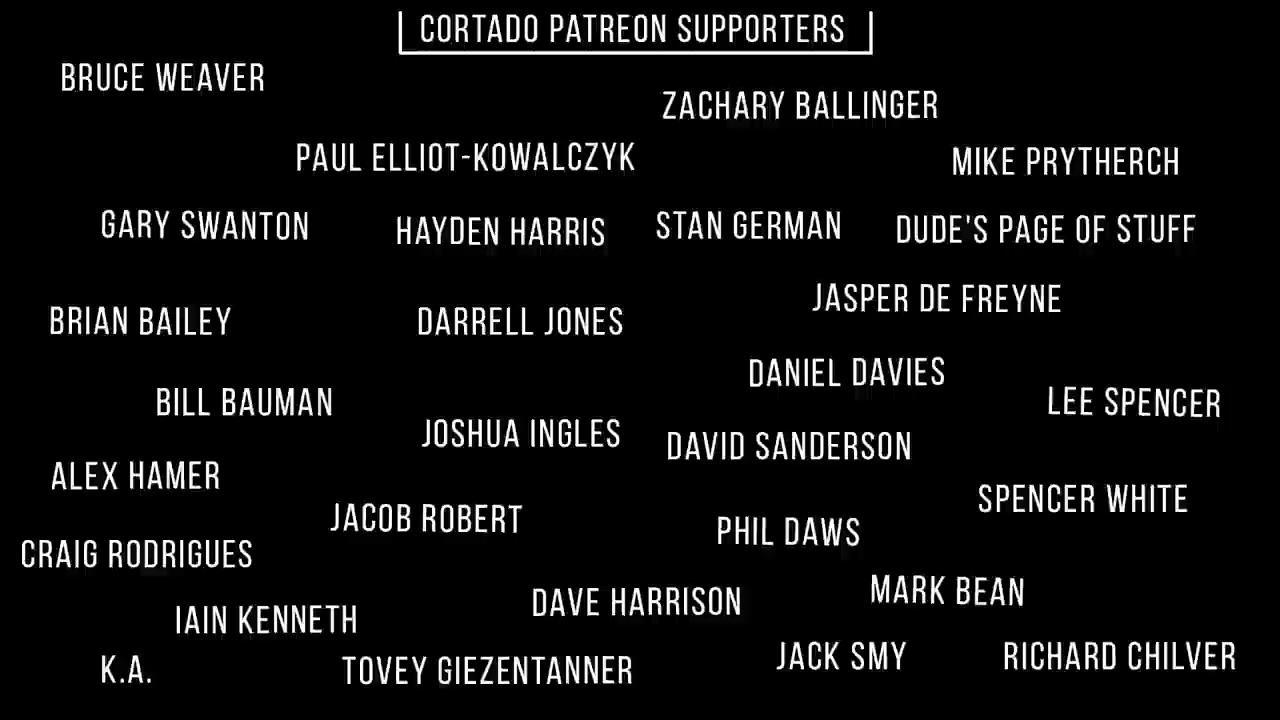 CORTADO PATREON SUPPORTERS
BRUCE WEAVER
ZACHARY BALLINGER
PAUL ELLIOT-KOWALCZYK
MIKE PRYTHERCH
GARY SWANTON
HAYDEN HARRIS
STAN GERMAN
DUDE'S PAGE OF STUFF
JASPER DE FREYNE
BRIAN BAILEY
DARRELL JONES
DANIEL DAVIES
BILL BAUMAN
LEE SPENCER
JOSHUA INGLES
DAVID SANDERSON
ALEX HAMER
SPENCER WHITE
JACOB ROBERT
PHIL DAWS
CRAIG RODRIGUES
MARK BEAN
DAVE HARRISON
IAIN KENNETH
JACK SMY
RICHARD CHILVER
K.A.
TOVEY GIEZENTANNER